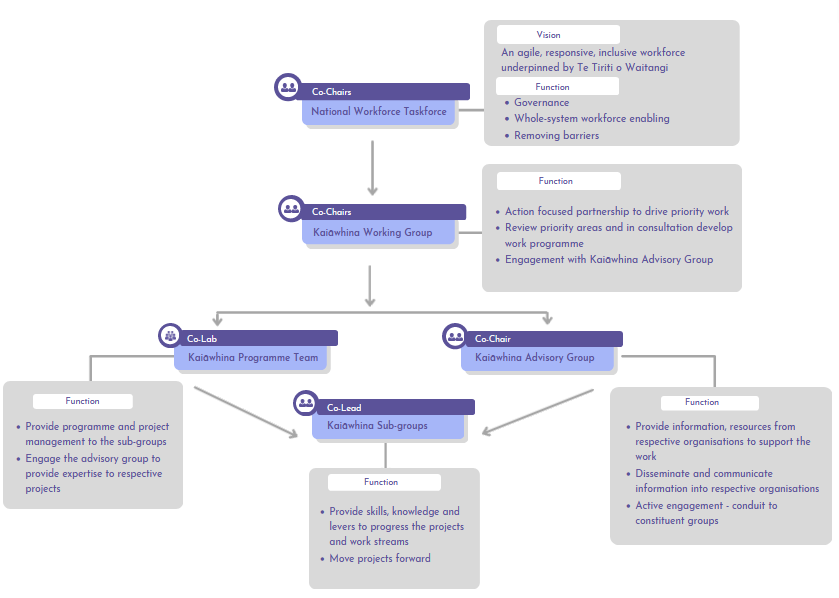 Vision
An agile, responsive, inclusive workforce
underpinned by Te Tiriti o Waitangi
Function
• Governance
• Whole-system workforce enabling
• Removing barriers
Co-Chairs
National Workforce Taskforce
Function
• Action focused partnership to drive priority work
• Review priority areas and in consultation develop
work programme
• Engagement with Kaiāwhina Advisory Group
Co-Chairs
Kaiāwhina Working Group
Co-Lab
Kaiāwhina Programme Team
Co-Chair
Kaiāwhina Advisory Group
Function
• Provide programme and project
management to the sub-groups
• Engage the advisory group to
provide expertise to respective
projects
Co-Lead
Kaiāwhina Sub-groups
Function
• Provide skills, knowledge and
levers to progress the projects
and work streams
• Move projects forward
Function
• Provide information, resources from
respective organisations to support the
work
• Disseminate and communicate
information into respective organisations
• Active engagement - conduit to
constituent groups